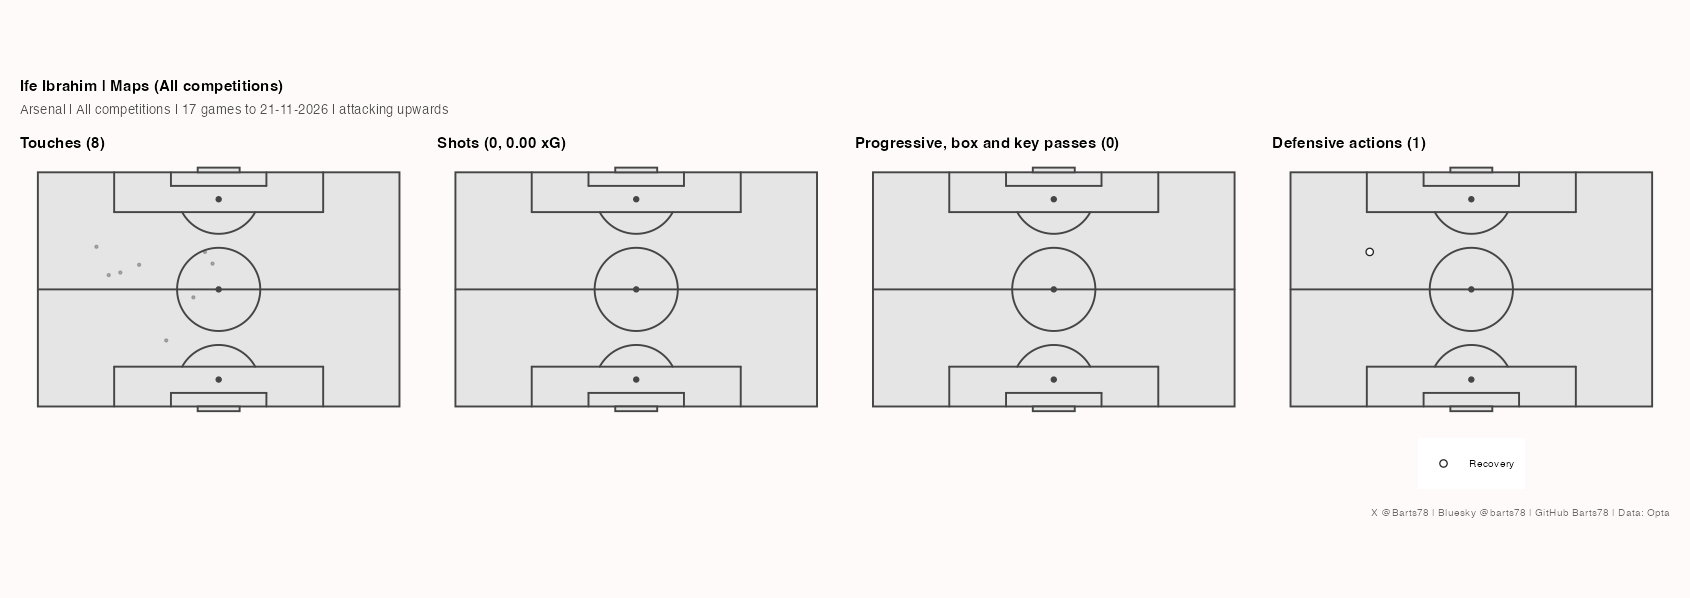 Ife Ibrahim | Maps (All competitions)
Arsenal | All competitions | 17 games to 21-11-2026 | attacking upwards
Touches (8)
Shots (0, 0.00 xG)
Progressive, box and key passes (0)
Defensive actions (1)
Recovery
X @Barts78 | Bluesky @barts78 | GitHub Barts78 | Data: Opta